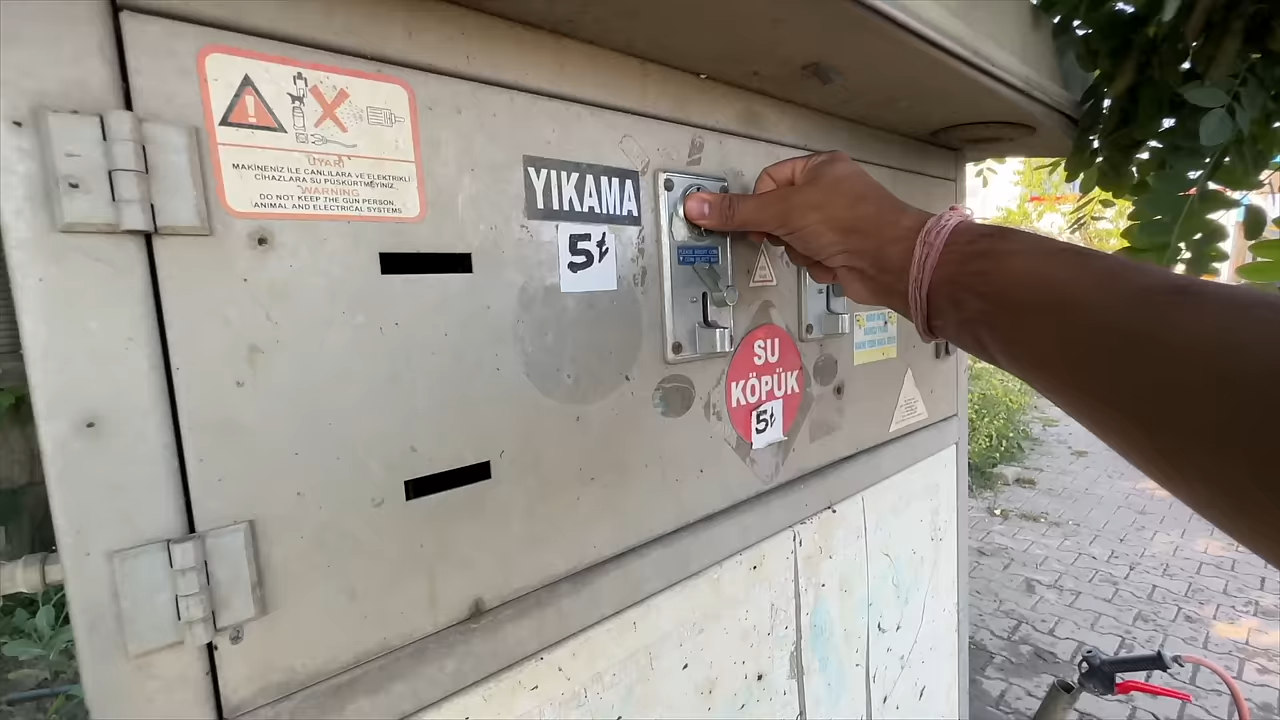 UYARI
MAKİNENİZ İLE CANLILARA VE ELEKTRİKLİ
CİHAZLARA SU PÜSKÜRTMEYİNİZ
WARNING
DO NOT KEEP THE GUN PERSON,
ANIMAL AND ELECTRICAL SYSTEMS
YIKAMA
5₺
SU
KÖPÜK
5₺